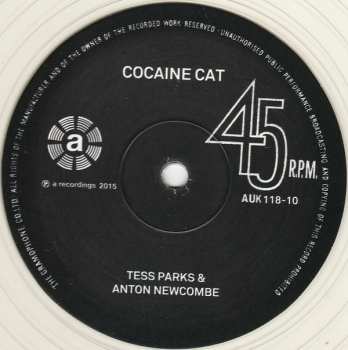 ALL RIGHTS OF THE MANUFACTURER AND OF THE OWNER OF THE RECORDED WORK RESERVED · UNAUTHORISED PUBLIC PERFORMANCE BROADCASTING AND COPYING OF THIS RECORD PROHIBITED
THE GRAMOPHONE CO. LTD.
COCAINE CAT
a
45
R.P.M.
℗ a recordings 2015
AUK 118-10
TESS PARKS &
ANTON NEWCOMBE